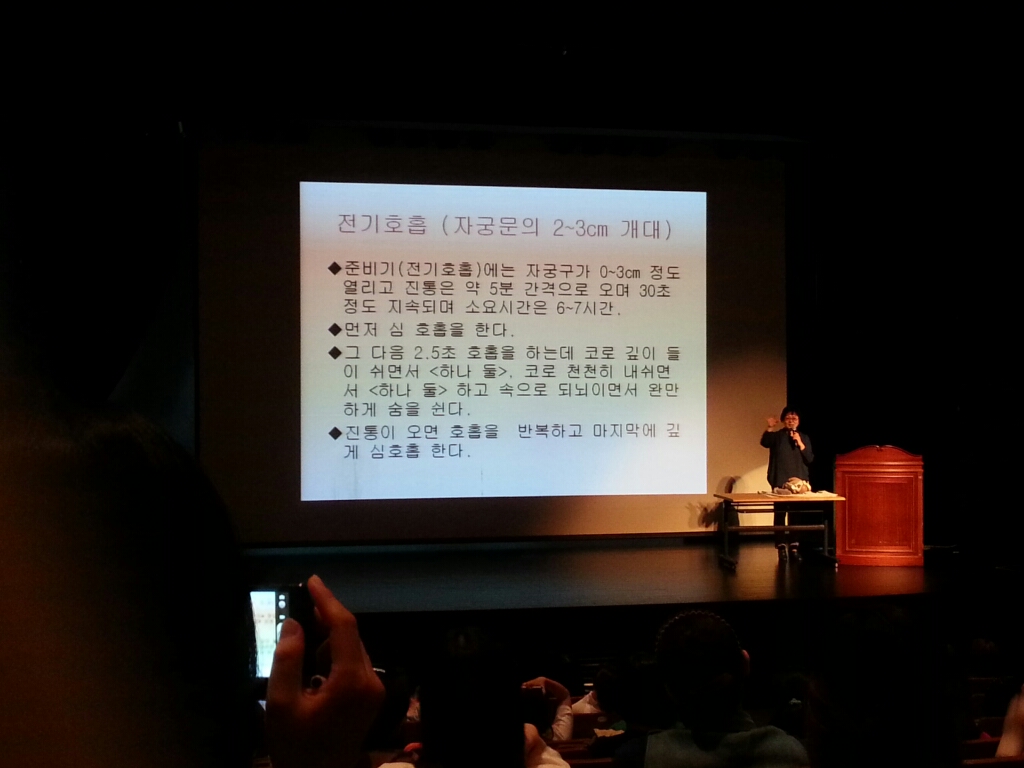 전기호흡 (자궁문의 2~3cm 개대)
◆준비기(전기호흡)에는 자궁구가 0~3cm 정도
열리고 진통은 약 5분 간격으로 오며 30초
정도 지속되며 소요시간은 6~7시간.
◆먼저 심 호흡을 한다.
◆그 다음 2.5초 호흡을 하는데 코로 깊이 들
이 쉬면서 <하나 둘>, 코로 천천히 내쉬면
서 <하나 둘> 하고 속으로 되뇌이면서 완만
하게 숨을 쉰다.
◆진통이 오면 호흡을 반복하고 마지막에 깊
게 심호흡 한다.